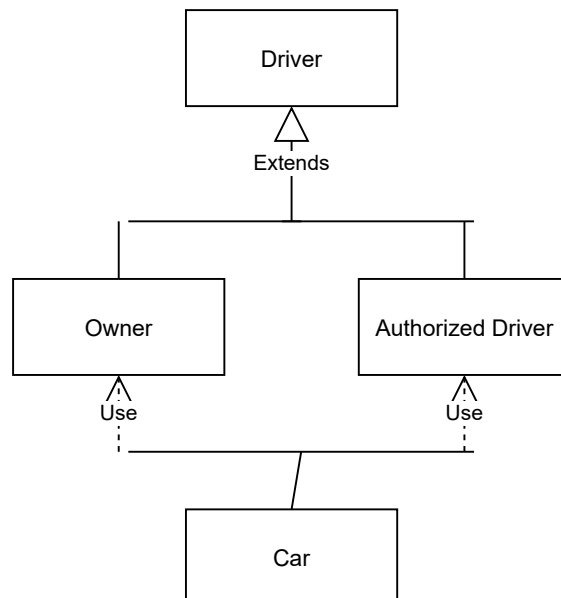 Driver
Extends
Owner
Authorized Driver
Use
Use
Car